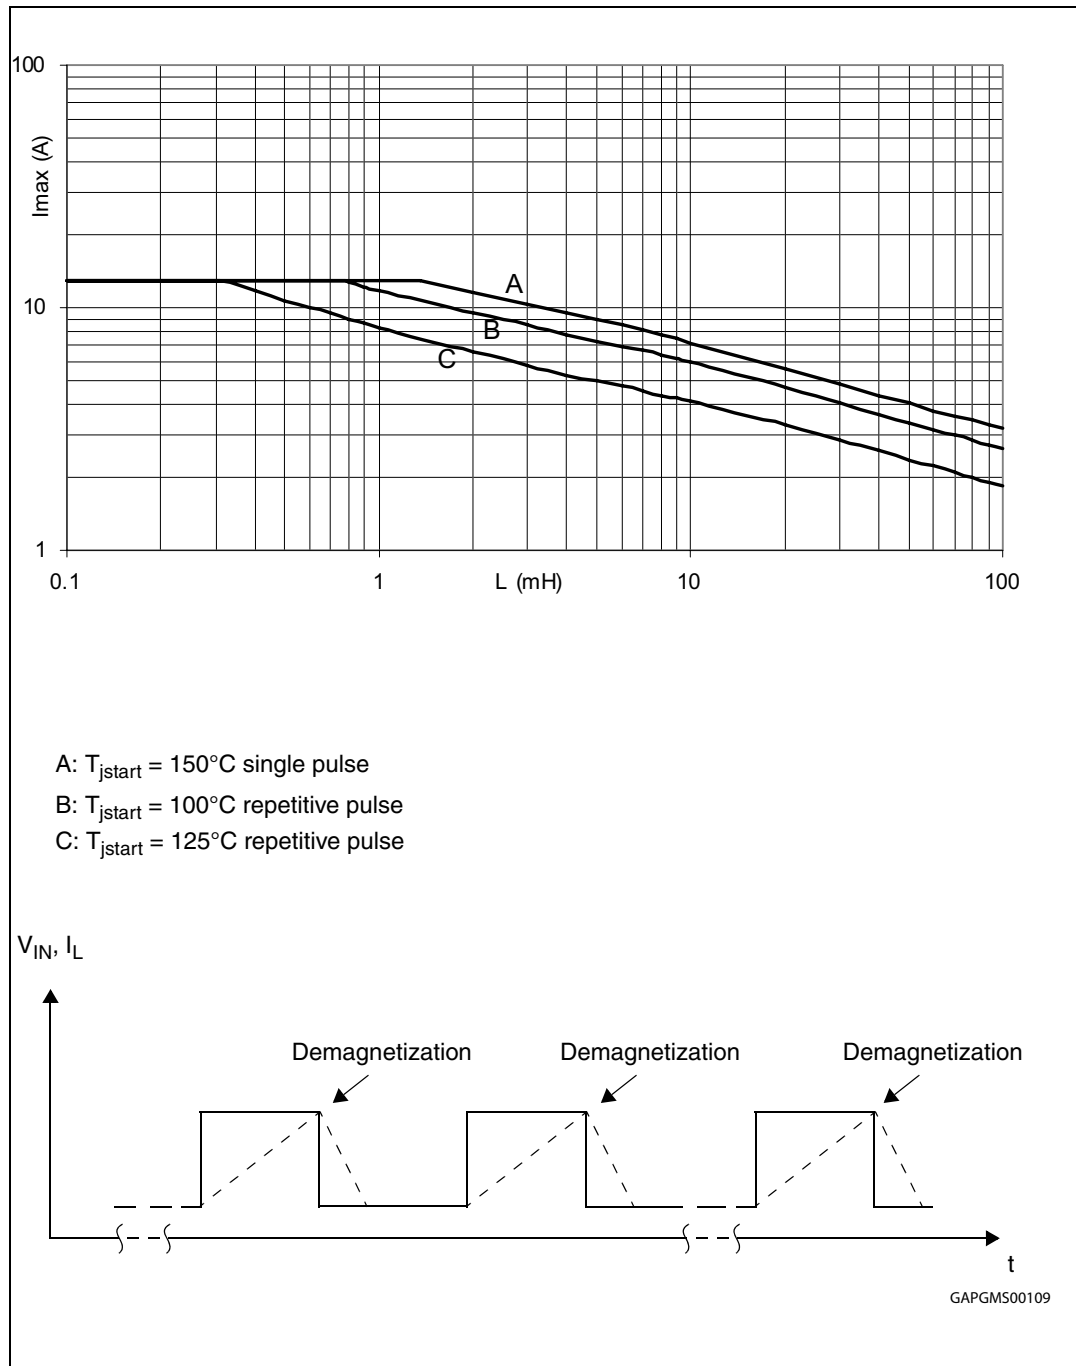 100
Imax (A)
A
10
B
C
1
0.1
1
L (mH)
10
100
A: Tjstart = 150°C single pulse
B: Tjstart = 100°C repetitive pulse
C: Tjstart = 125°C repetitive pulse
VIN, IL
Demagnetization
Demagnetization
Demagnetization
t
GAPGMS00109